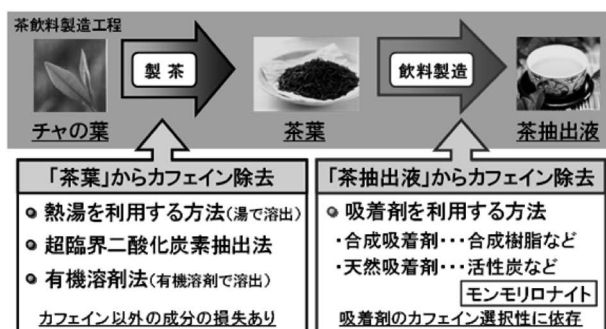 茶飲料製造工程
製茶
飲料製造
チャの葉
茶葉
茶抽出液
「茶葉」からカフェイン除去
熱湯を利用する方法(湯で溶出)
超臨界二酸化炭素抽出法
有機溶剤法(有機溶剤で溶出)
カフェイン以外の成分の損失あり
「茶抽出液」からカフェイン除去
吸着剤を利用する方法
・合成吸着剤・・・合成樹脂など
・天然吸着剤・・・活性炭など
モンモリロナイト
吸着剤のカフェイン選択性に依存